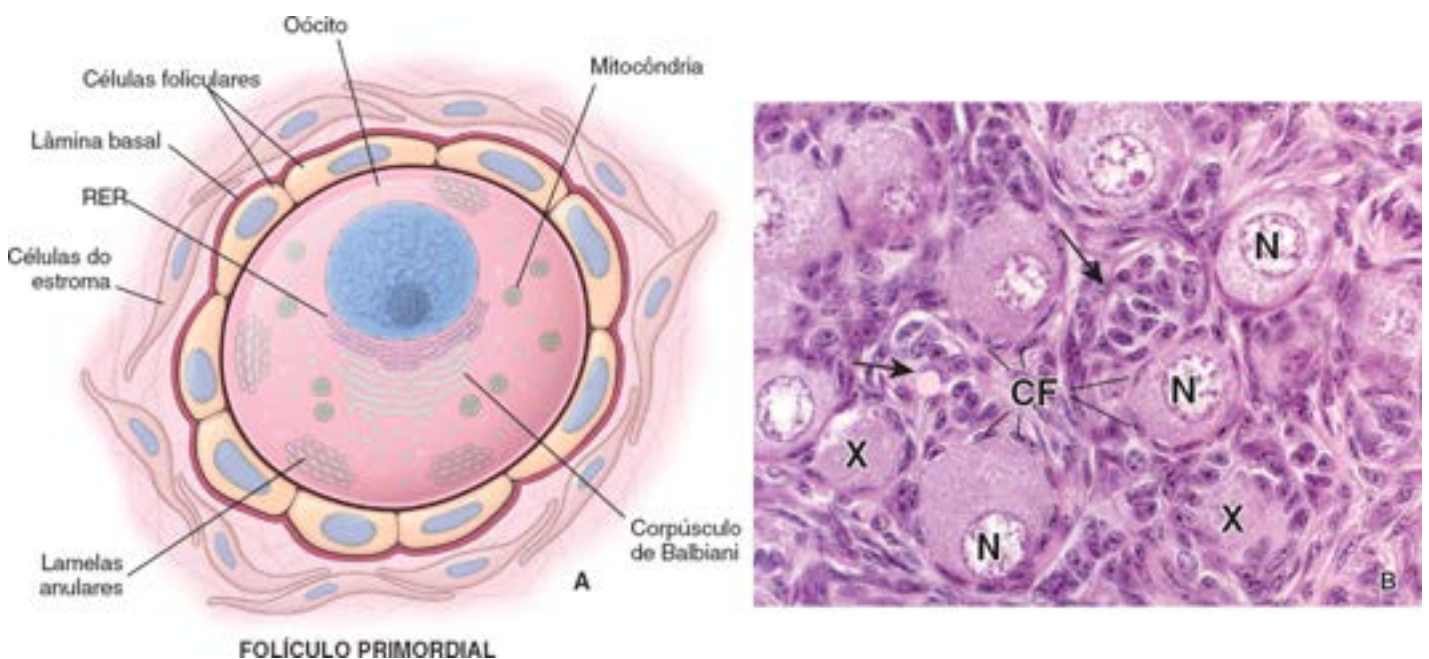 Oócito
Células foliculares
Mitocôndria
Lâmina basal
RER
Células do
estroma
Lamelas
anulares
Corpúsculo
de Balbiani
A
FOLÍCULO PRIMORDIAL
N
CF
N
X
X
N
B